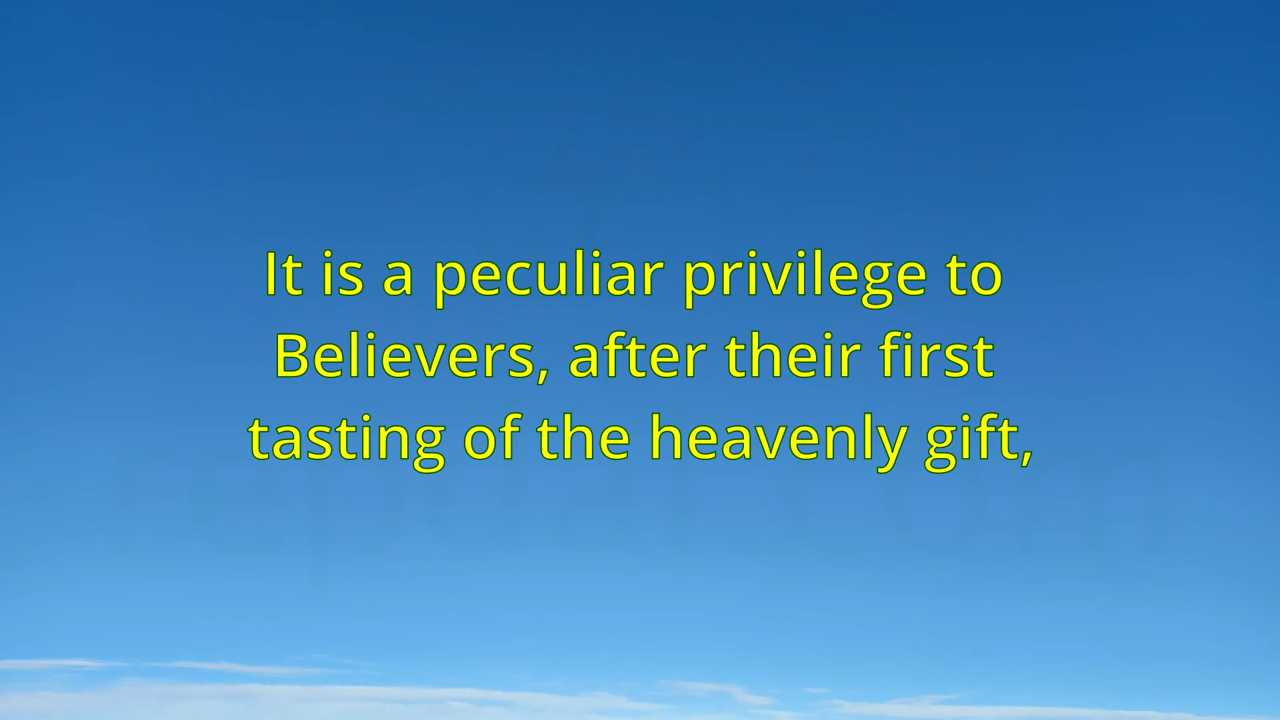 It is a peculiar privilege to
Believers, after their first
tasting of the heavenly gift,